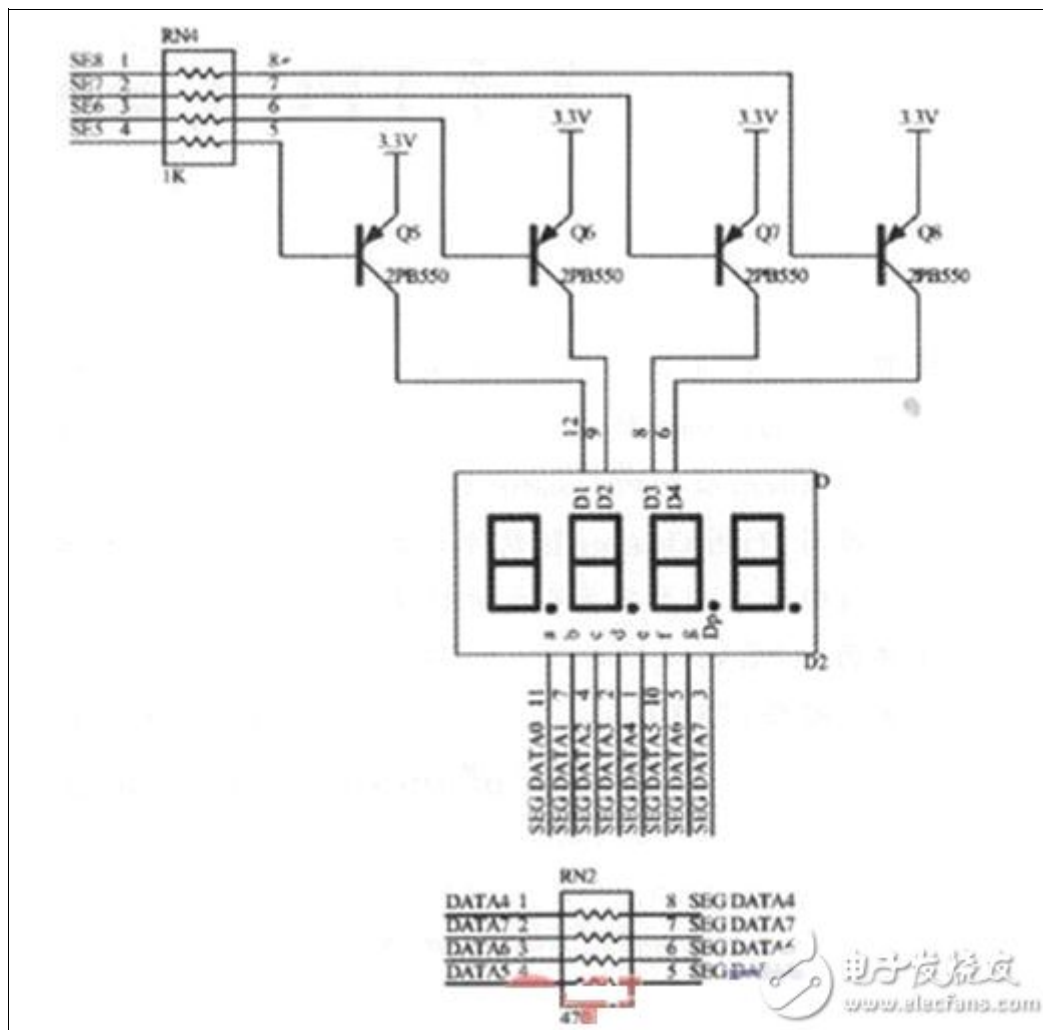 RN4
SE8 1 8
SE7 2 7
SE6 3 6
SE5 4 5
1K
3.3V 3.3V 3.3V 3.3V
Q5 Q6 Q7 Q8
2PB550 2PB550 2PB550 2PB550
12 9 8 6
D1 D2 D3 D4
D
a b c d e f g Dp
D2
11 7 4 2 1 10 5 3
SEG DATA0
SEG DATA1
SEG DATA2
SEG DATA3
SEG DATA4
SEG DATA5
SEG DATA6
SEG DATA7
RN2
DATA4 1 8 SEG DATA4
DATA7 2 7 SEG DATA7
DATA6 3 6 SEG DATA6
DATA5 4 5 SEG
电子发烧友
www.elecfans.com